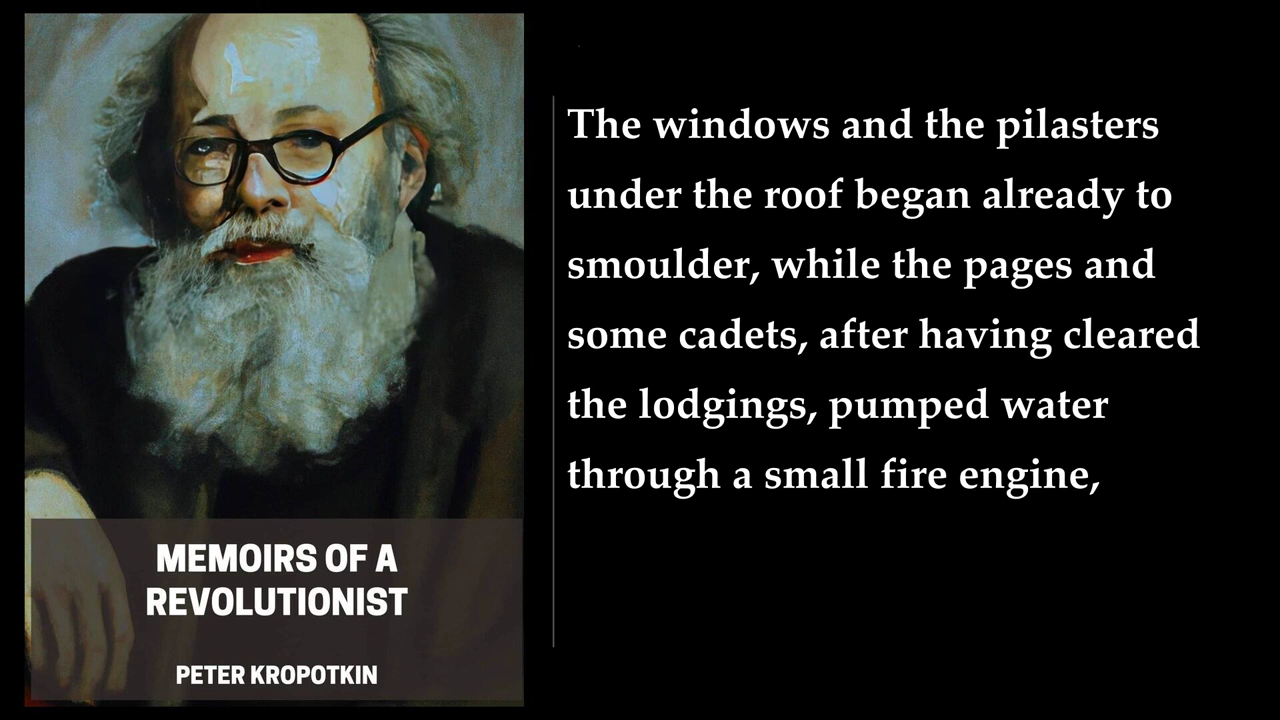 The windows and the pilasters
under the roof began already to
smoulder, while the pages and
some cadets, after having cleared
the lodgings, pumped water
through a small fire engine,
MEMOIRS OF A
REVOLUTIONIST
PETER KROPOTKIN